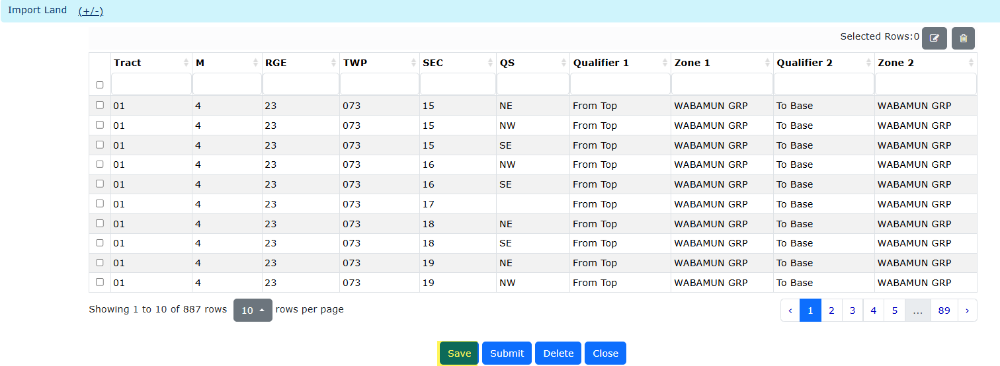 Import Land (+/-)
Selected Rows:0
Tract M RGE TWP SEC QS Qualifier 1 Zone 1 Qualifier 2 Zone 2
01 4 23 073 15 NE From Top WABAMUN GRP To Base WABAMUN GRP
01 4 23 073 15 NW From Top WABAMUN GRP To Base WABAMUN GRP
01 4 23 073 15 SE From Top WABAMUN GRP To Base WABAMUN GRP
01 4 23 073 16 NW From Top WABAMUN GRP To Base WABAMUN GRP
01 4 23 073 16 SE From Top WABAMUN GRP To Base WABAMUN GRP
01 4 23 073 17 From Top WABAMUN GRP To Base WABAMUN GRP
01 4 23 073 18 NE From Top WABAMUN GRP To Base WABAMUN GRP
01 4 23 073 18 SE From Top WABAMUN GRP To Base WABAMUN GRP
01 4 23 073 19 NE From Top WABAMUN GRP To Base WABAMUN GRP
01 4 23 073 19 NW From Top WABAMUN GRP To Base WABAMUN GRP
Showing 1 to 10 of 887 rows 10 rows per page ‹ 1 2 3 4 5 ... 89 ›
Save Submit Delete Close